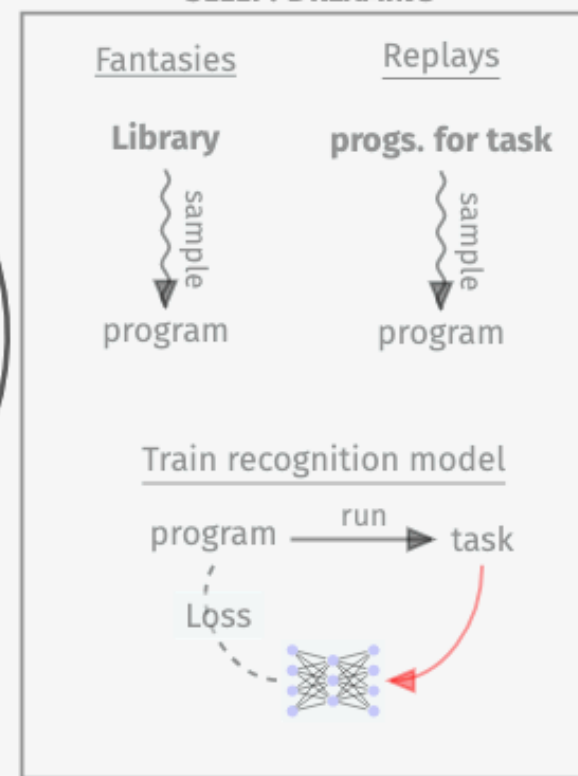 Fantasies
Replays
Library
progs. for task
sample
sample
program
program
Train recognition model
run
program
task
Loss